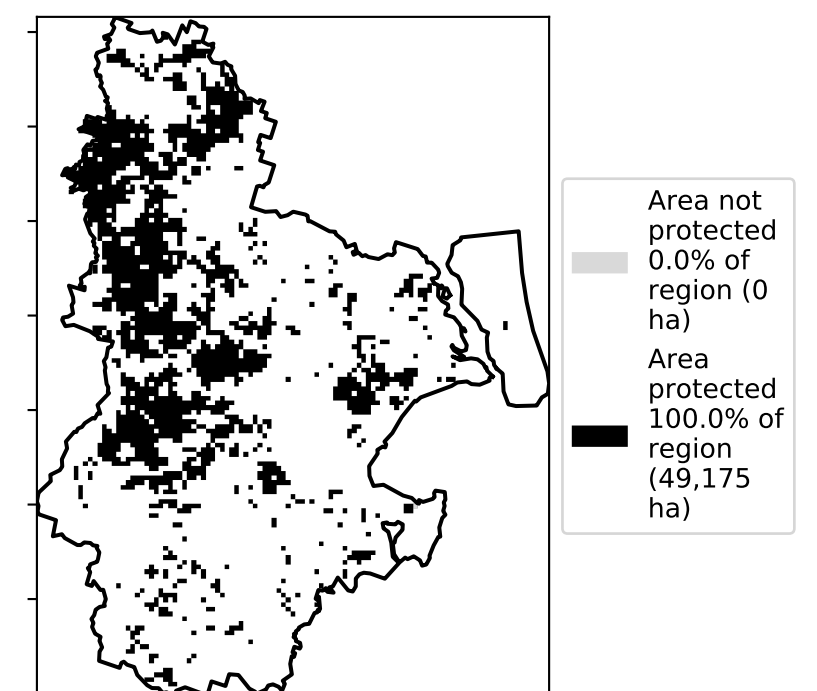 Area not
protected
0.0% of
region (0
ha)
Area
protected
100.0% of
region
(49,175
ha)